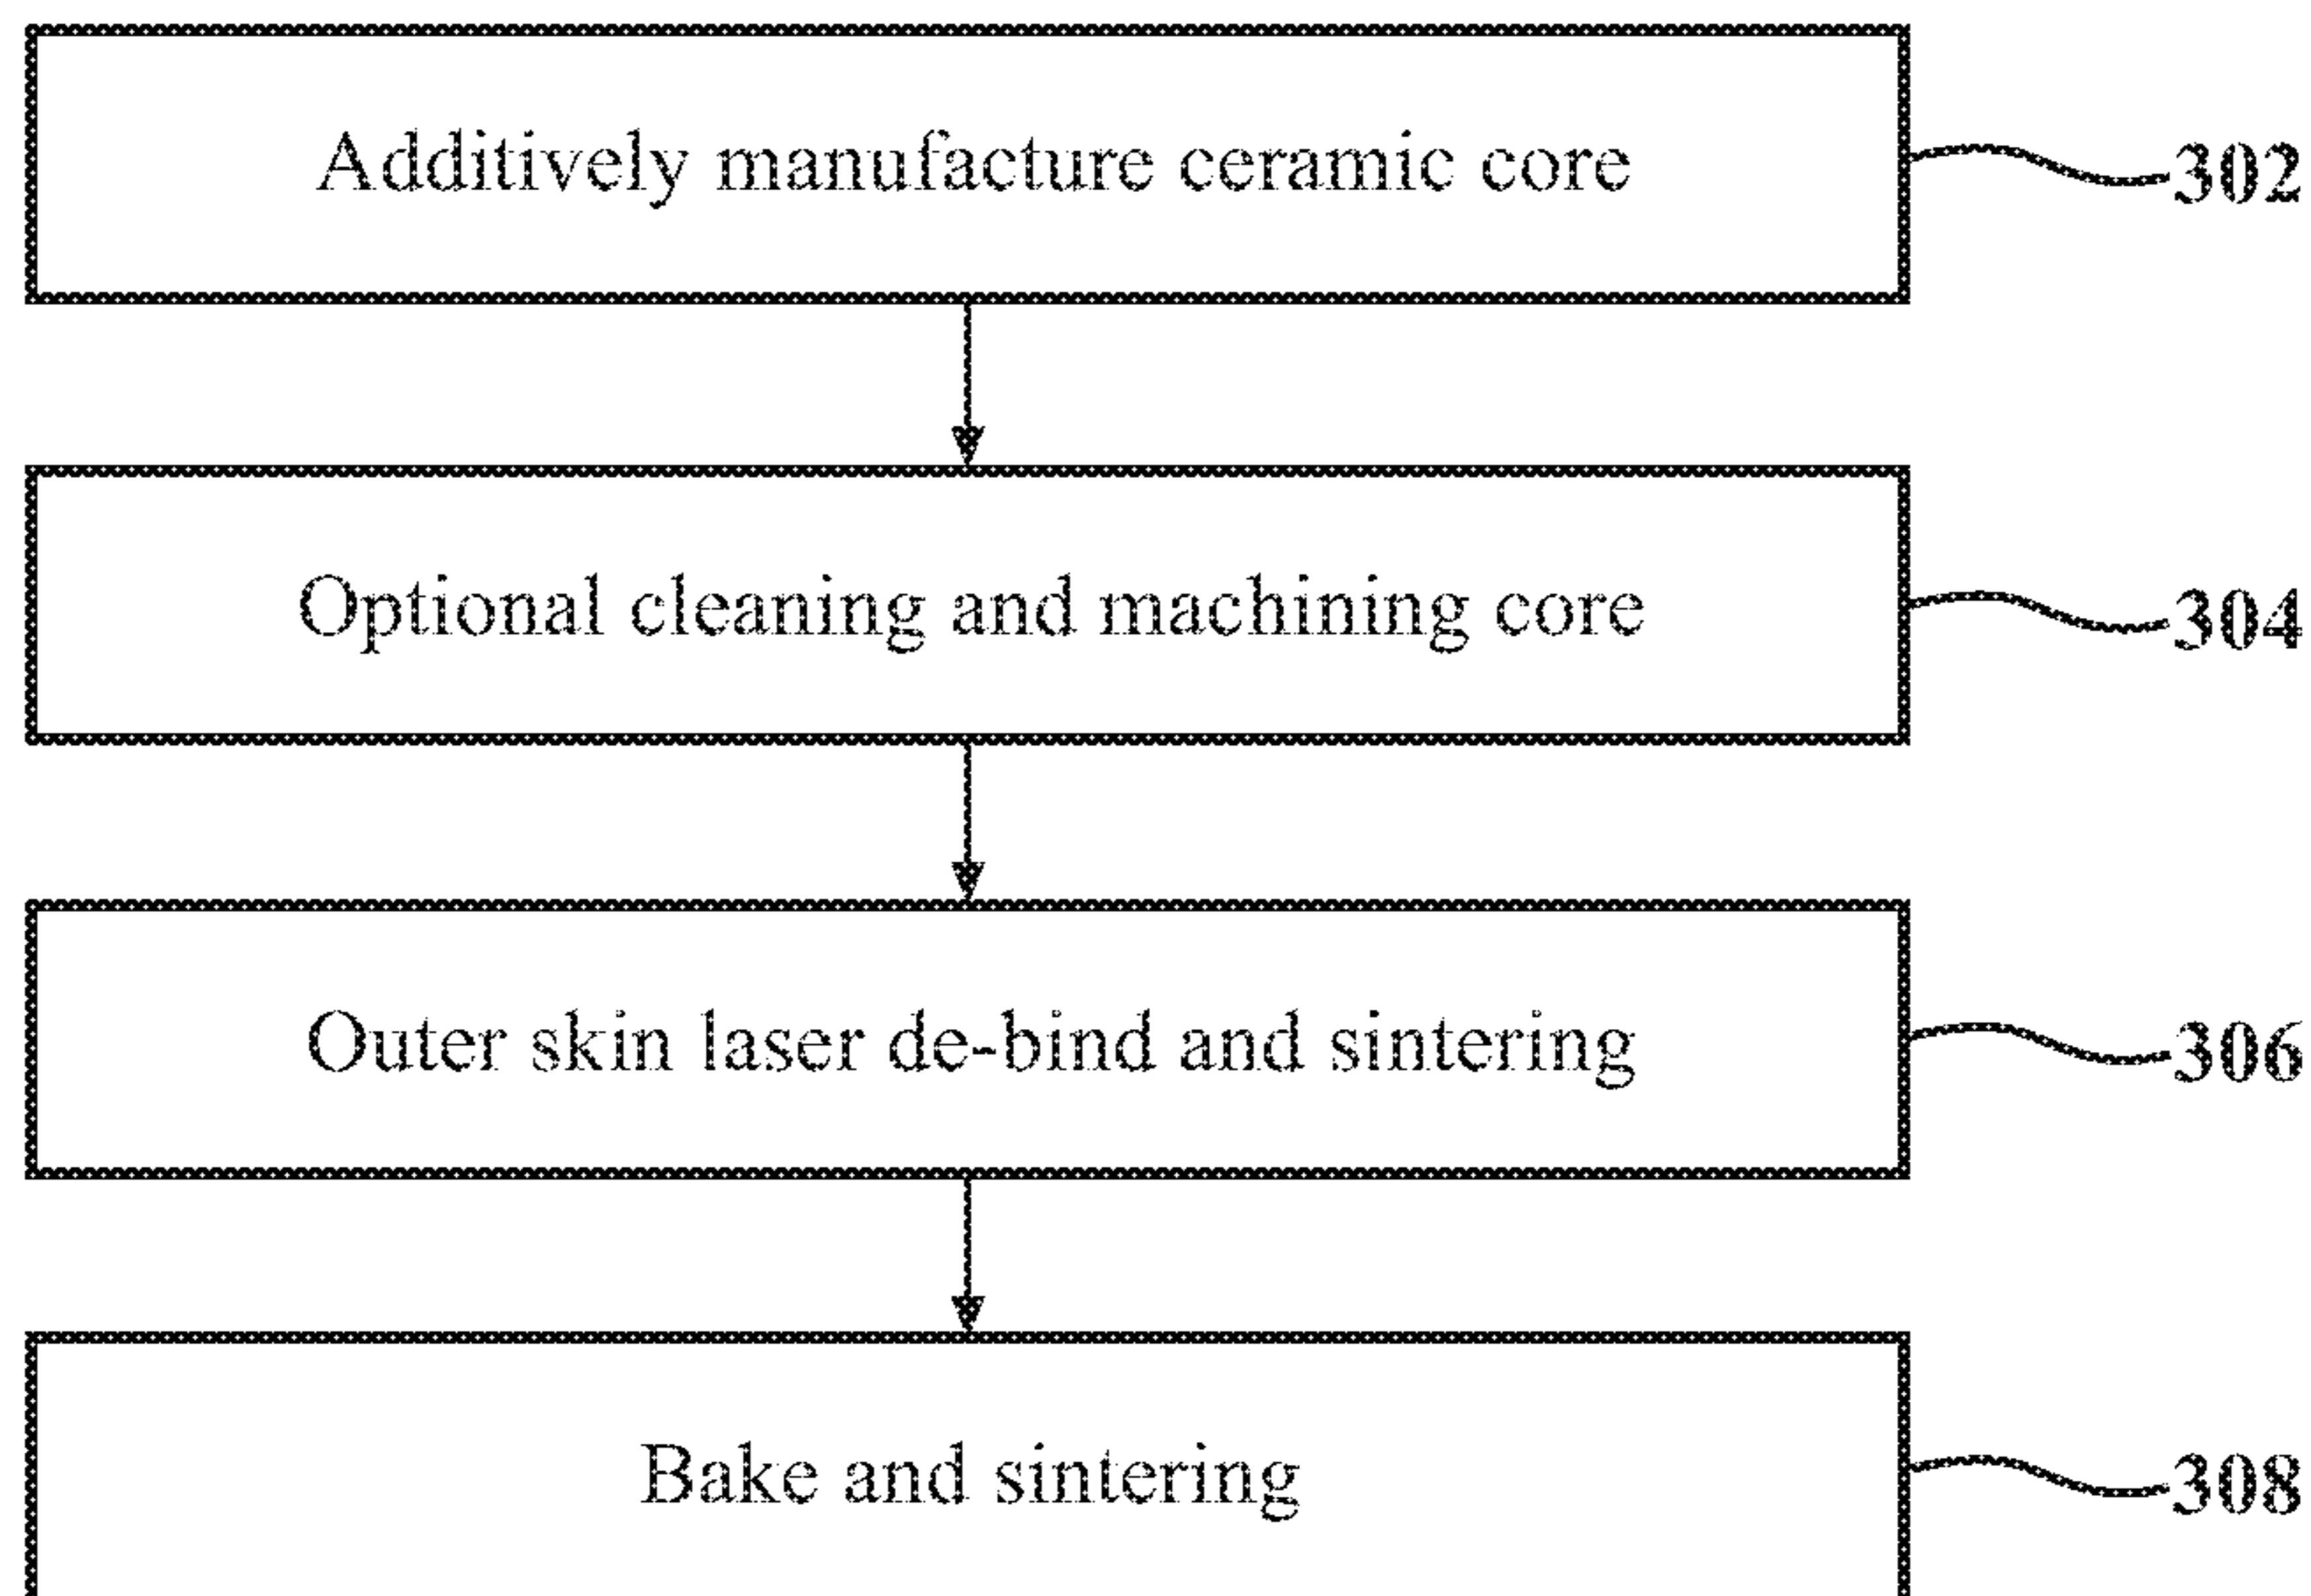 Additively manufacture ceramic core
302
Optional cleaning and machining core
304
Outer skin laser de-bind and sintering
306
Bake and sintering
308